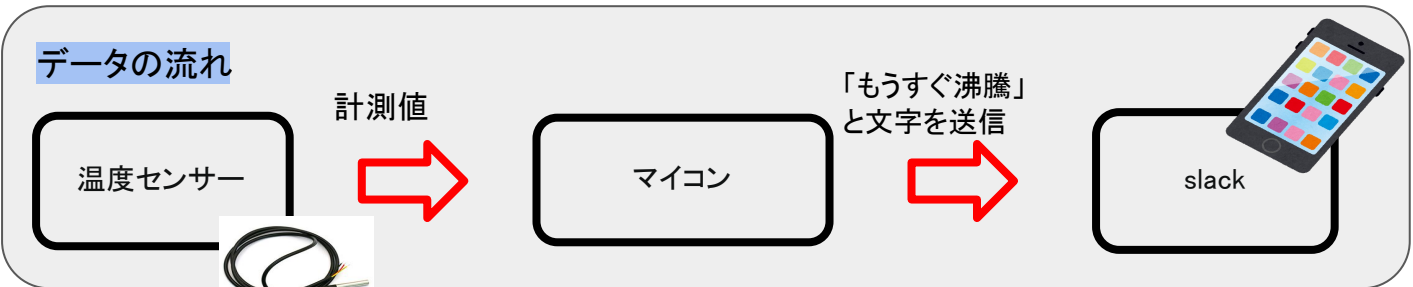 データの流れ
計測値
「もうすぐ沸騰」
と文字を送信
温度センサー
マイコン
slack